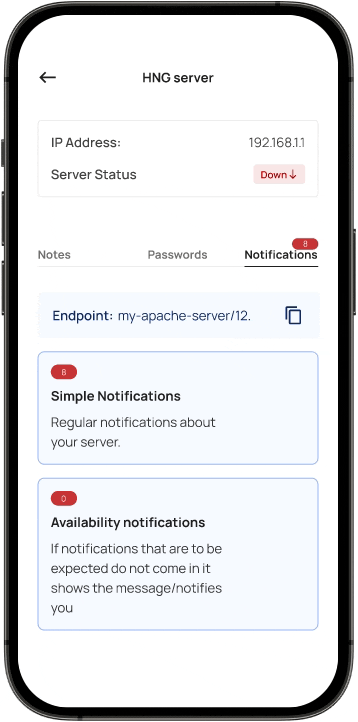 HNG server
IP Address: 192.168.1.1
Server Status Down ↓
8
Notes Passwords Notifications
Endpoint: my-apache-server/12.
8
Simple Notifications
Regular notifications about
your server.
0
Availability notifications
If notifications that are to be
expected do not come in it
shows the message/notifies
you